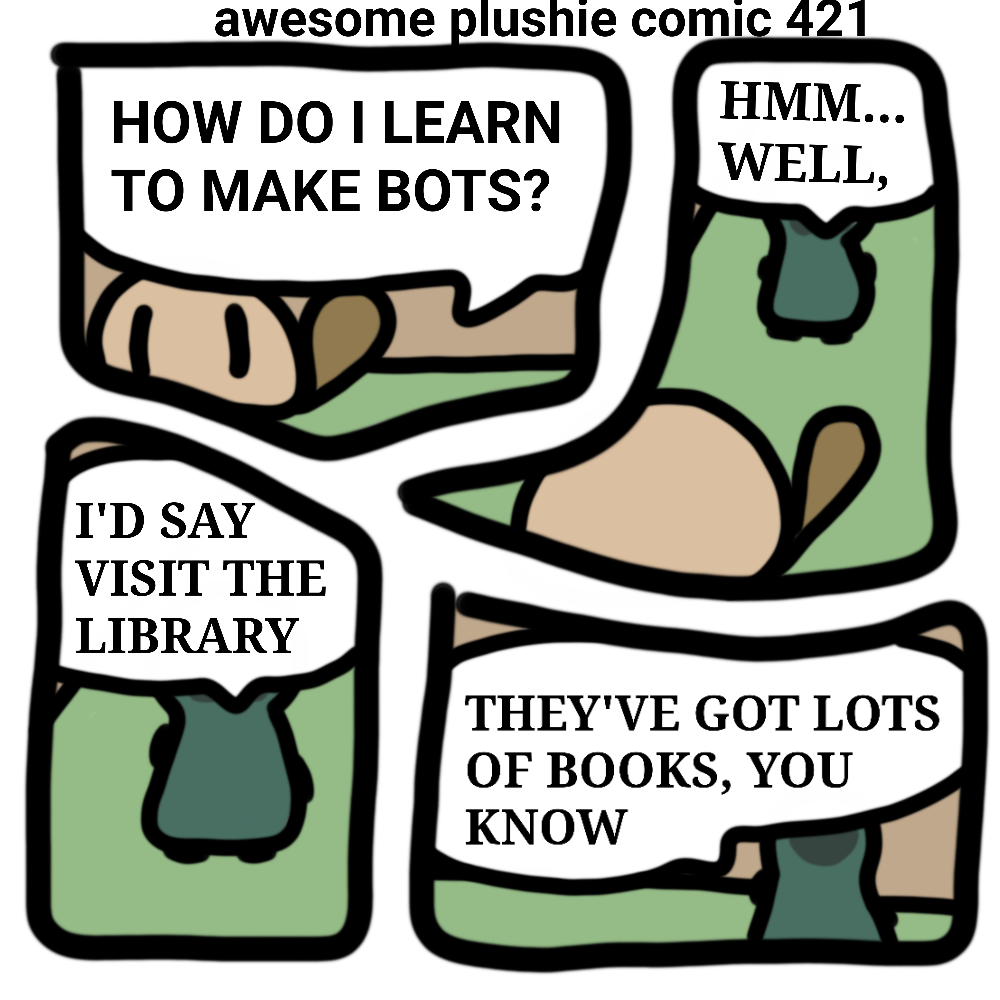 awesome plushie comic 421
HOW DO I LEARN
TO MAKE BOTS?
HMM...
WELL,
I'D SAY
VISIT THE
LIBRARY
THEY'VE GOT LOTS
OF BOOKS, YOU
KNOW